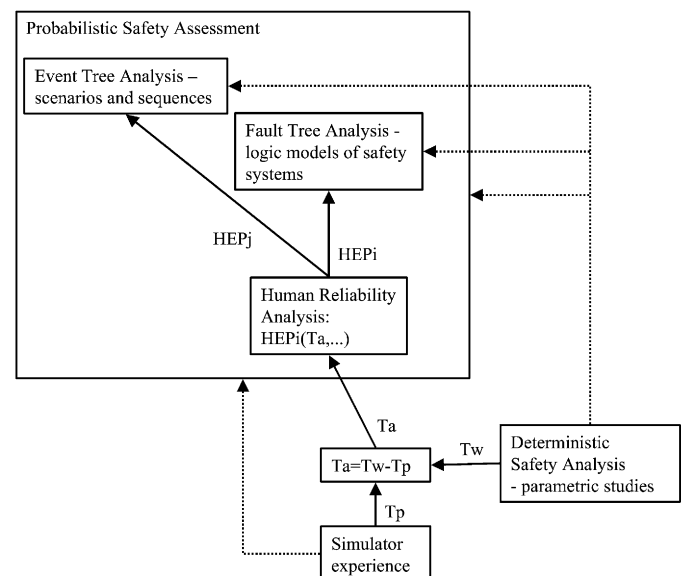 Probabilistic Safety Assessment
Event Tree Analysis –
scenarios and sequences
Fault Tree Analysis -
logic models of safety
systems
HEPj
HEPi
Human Reliability
Analysis:
HEPi(Ta,...)
Ta
Ta=Tw-Tp
Tw
Deterministic
Safety Analysis
- parametric studies
Tp
Simulator
experience